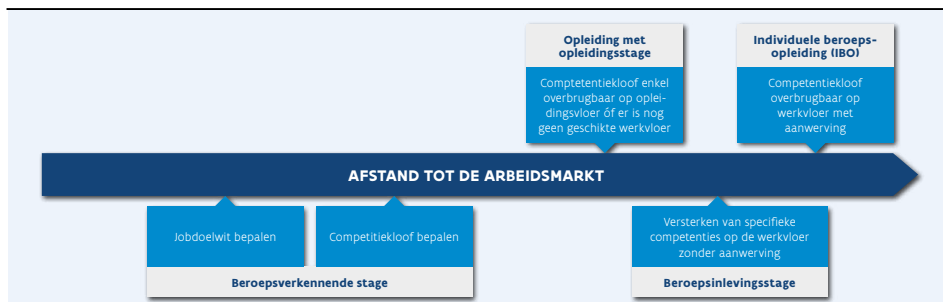 Opleiding met
opleidingsstage
Comptetentiekloof enkel
overbrugbaar op oplei-
dingsvloer óf er is nog
geen geschikte werkvloer
Individuele beroeps-
opleiding (IBO)
Competentiekloof
overbrugbaar op
werkvloer met
aanwerving
AFSTAND TOT DE ARBEIDSMARKT
Jobdoelwit bepalen
Competitiekloof bepalen
Beroepsverkennende stage
Versterken van specifieke
competenties op de werkvloer
zonder aanwerving
Beroepsinlevingsstage